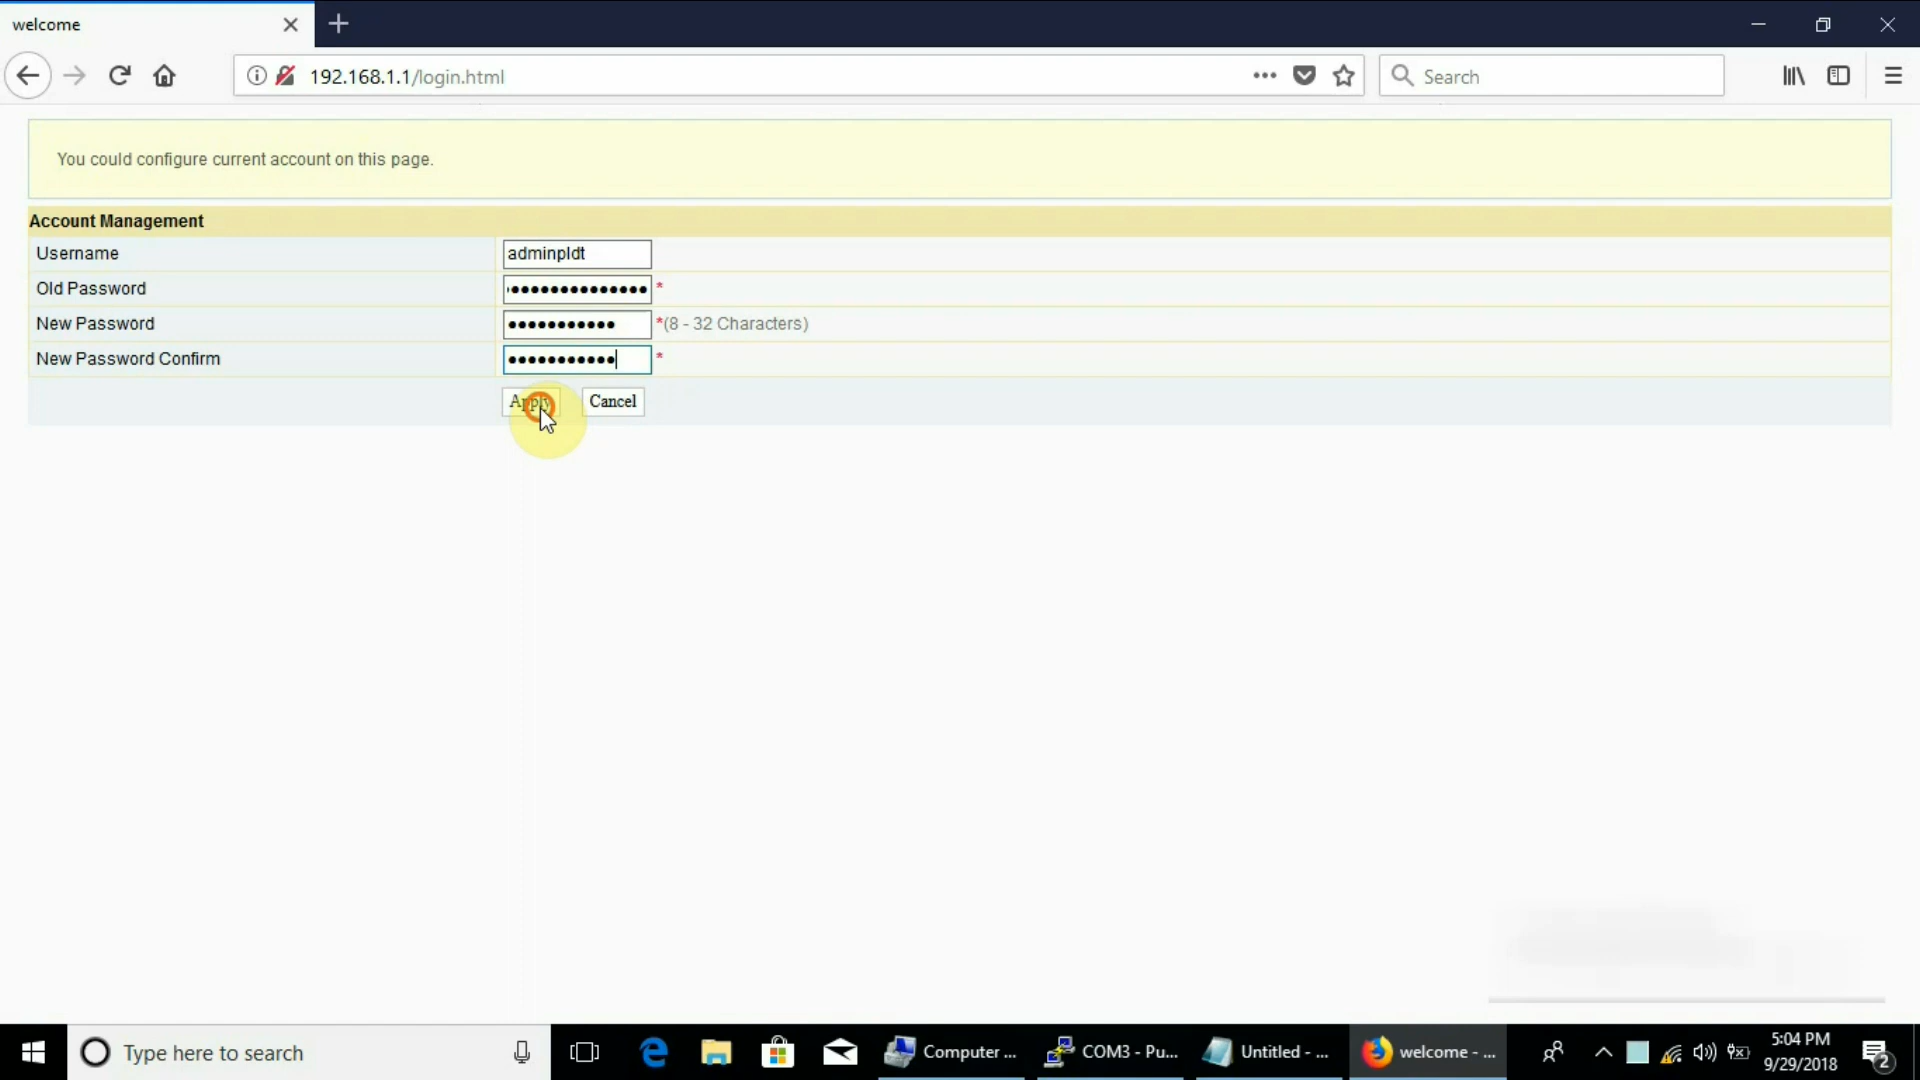 welcome
192.168.1.1/login.html
Search
You could configure current account on this page.
Account Management
Username adminpldt
Old Password ••••••••••••••• *
New Password ••••••••••• *(8 - 32 Characters)
New Password Confirm ••••••••••• *
Apply Cancel
Type here to search
Computer ...
COM3 - Pu...
Untitled - ...
welcome - ...
5:04 PM
9/29/2018
2